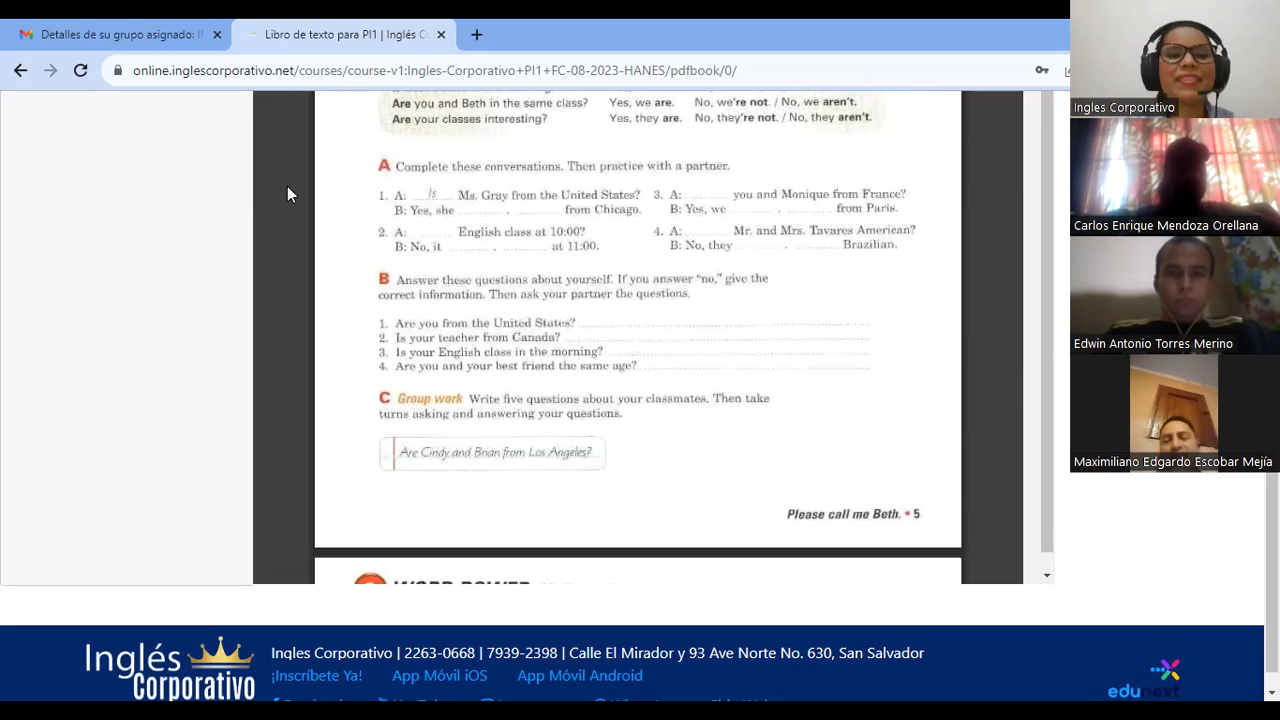 Detalles de su grupo asignado: I
Libro de texto para PI1 | Inglés C
online.inglescorporativo.net/courses/course-v1:Ingles-Corporativo+PI1+FC-08-2023-HANES/pdfbook/0/
Are you and Beth in the same class? Yes, we are. No, we're not. / No, we aren't.
Are your classes interesting? Yes, they are. No, they're not. / No, they aren't.
A Complete these conversations. Then practice with a partner.
1. A: Is Ms. Gray from the United States?
B: Yes, she ........ . ........ from Chicago.
2. A: ........ English class at 10:00?
B: No, it ........ . ........ at 11:00.
3. A: ........ you and Monique from France?
B: Yes, we ........ . ........ from Paris.
4. A: ........ Mr. and Mrs. Tavares American?
B: No, they ........ . ........ Brazilian.
B Answer these questions about yourself. If you answer "no," give the
correct information. Then ask your partner the questions.
1. Are you from the United States?
2. Is your teacher from Canada?
3. Is your English class in the morning?
4. Are you and your best friend the same age?
C Group work Write five questions about your classmates. Then take
turns asking and answering your questions.
Are Cindy and Brian from Los Angeles?
Please call me Beth. • 5
WORD POWER
Inglés
Corporativo
Ingles Corporativo | 2263-0668 | 7939-2398 | Calle El Mirador y 93 Ave Norte No. 630, San Salvador
¡Inscríbete Ya! App Móvil iOS App Móvil Android
edunext
Ingles Corporativo
Carlos Enrique Mendoza Orellana
Edwin Antonio Torres Merino
Maximiliano Edgardo Escobar Mejía